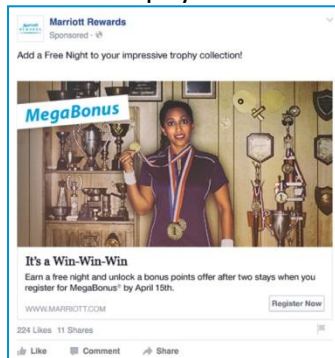 Marriott Rewards
Sponsored ·
Add a Free Night to your impressive trophy collection!
MegaBonus
It's a Win-Win-Win
Earn a free night and unlock a bonus points offer after two stays when you
register for MegaBonus® by April 15th.
WWW.MARRIOTT.COM
Register Now
224 Likes 11 Shares
Like Comment Share